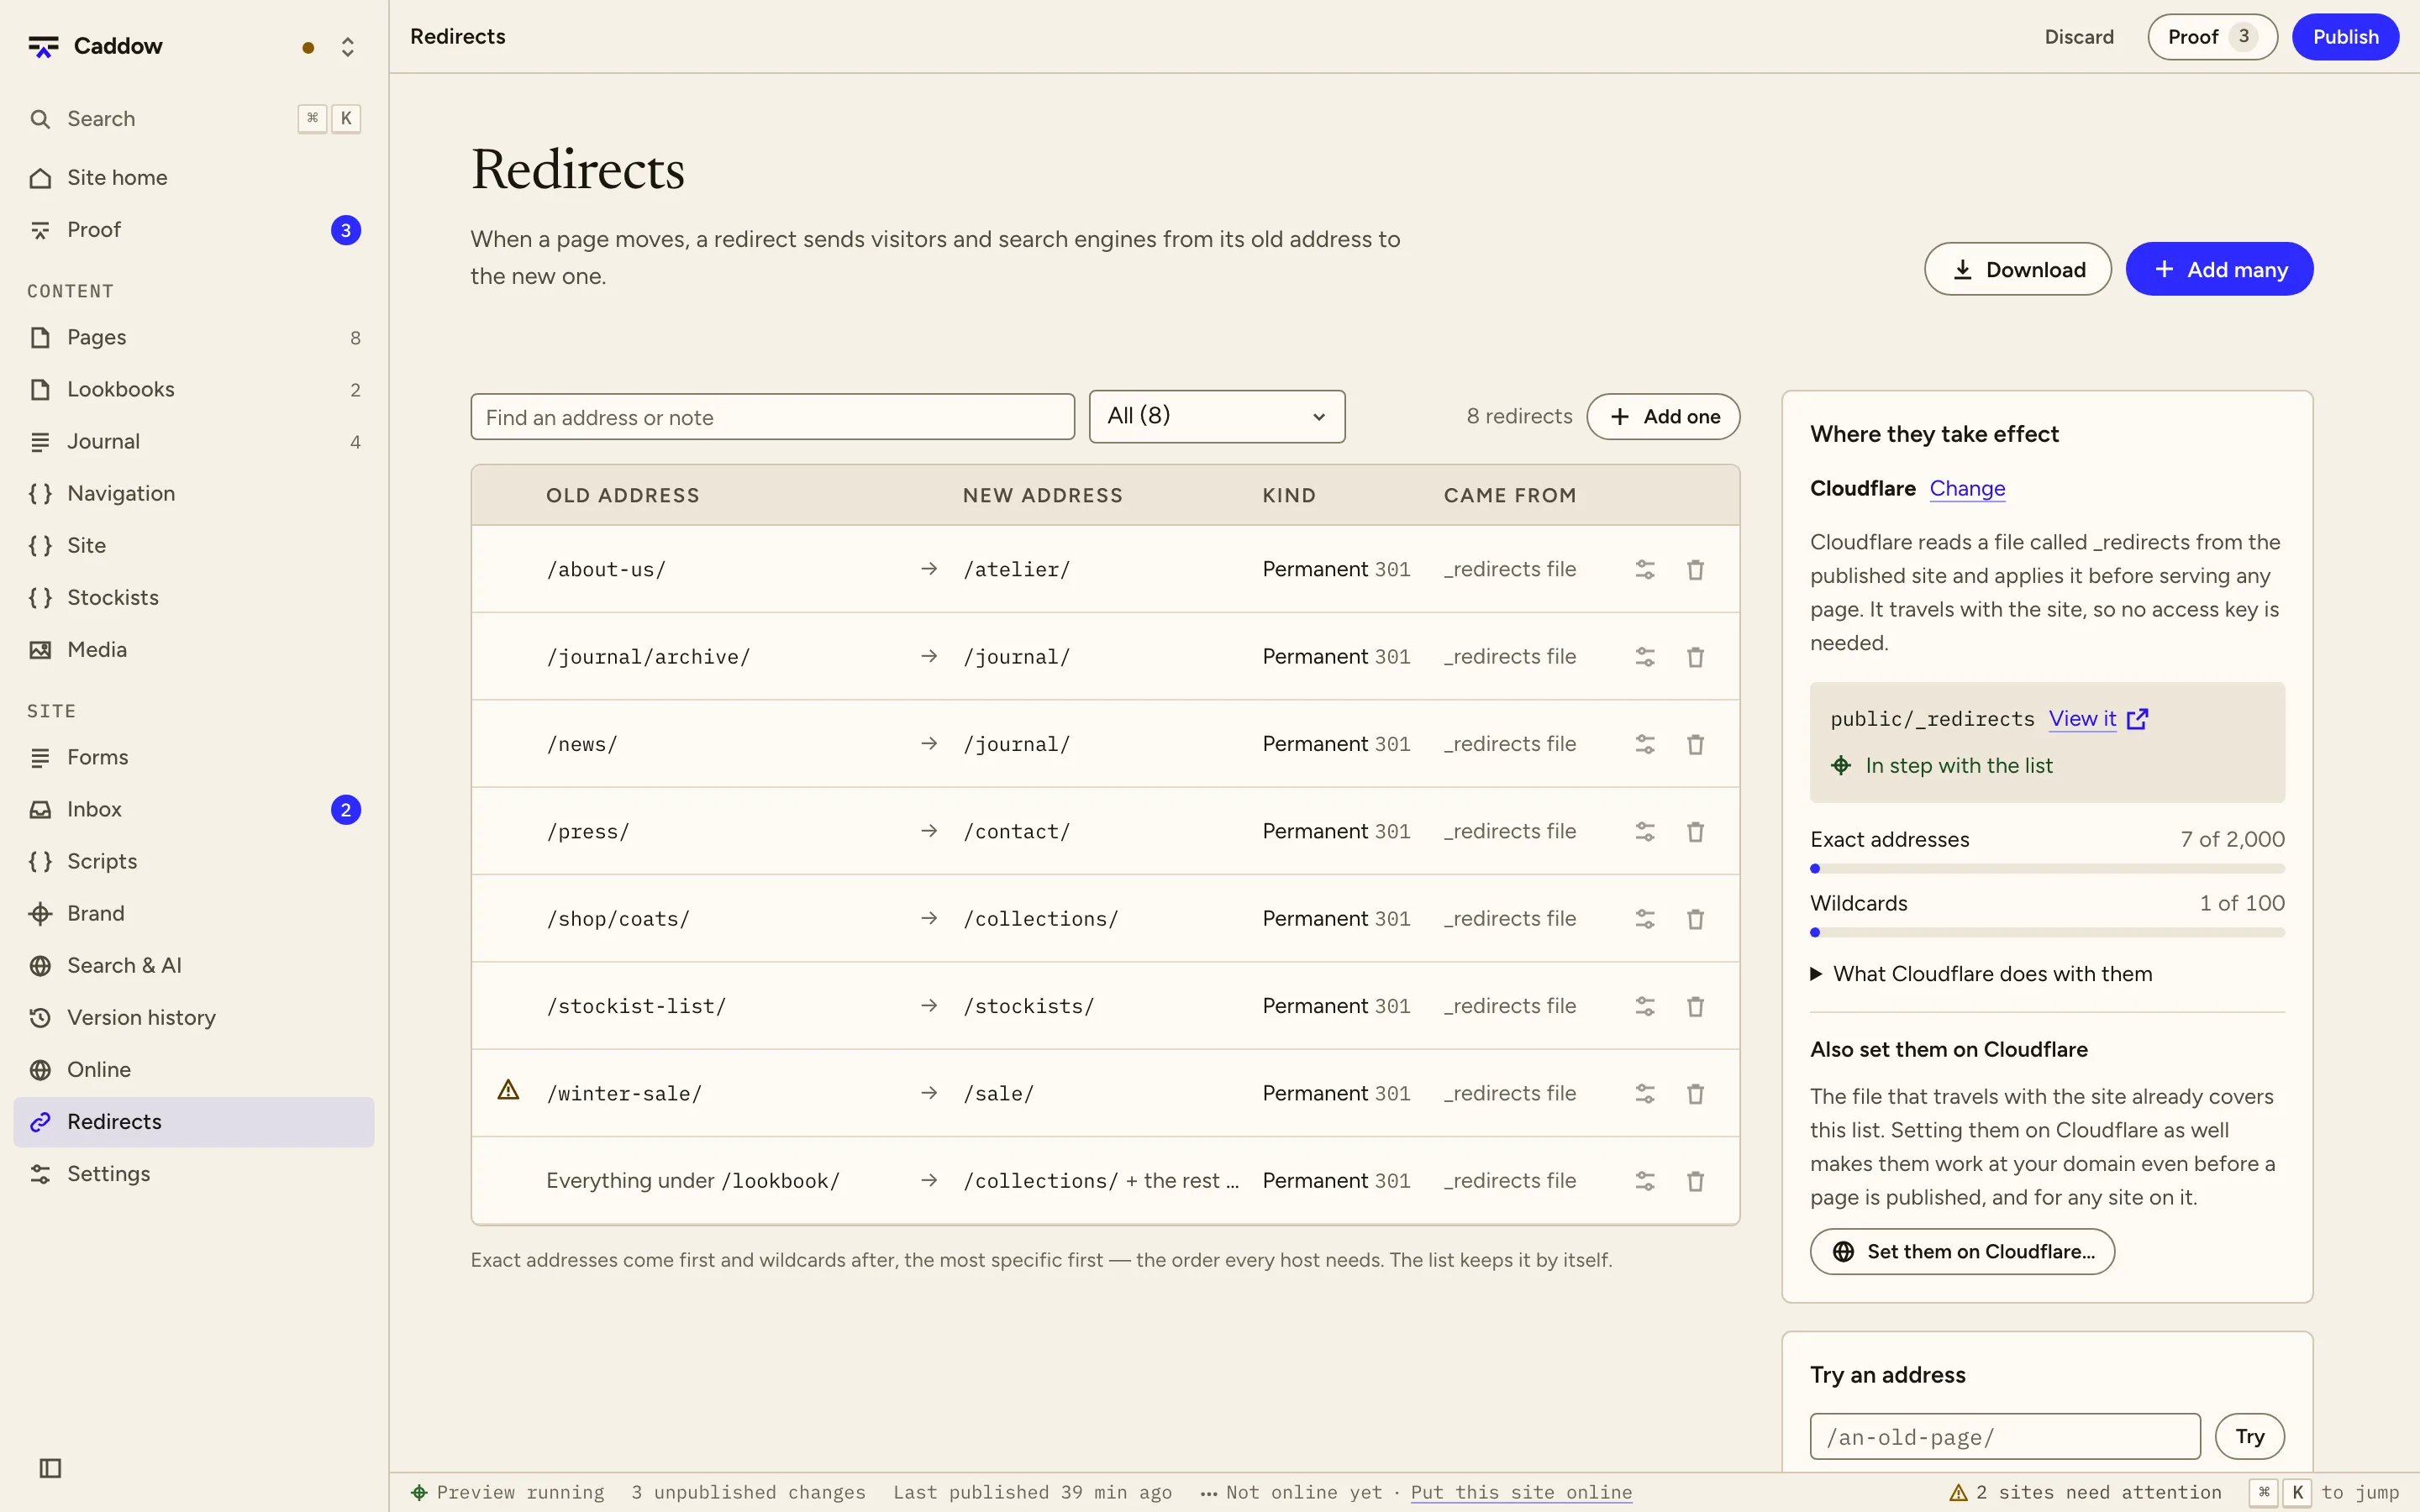 Caddow
Search
⌘ K
Site home
Proof
3
CONTENT
Pages
8
Lookbooks
2
Journal
4
Navigation
Site
Stockists
Media
SITE
Forms
Inbox
2
Scripts
Brand
Search & AI
Version history
Online
Redirects
Settings
Redirects
Discard
Proof 3
Publish
Redirects
When a page moves, a redirect sends visitors and search engines from its old address to
the new one.
Download
Add many
Find an address or note
All (8)
8 redirects
Add one
OLD ADDRESS NEW ADDRESS KIND CAME FROM
/about-us/ → /atelier/ Permanent 301 _redirects file
/journal/archive/ → /journal/ Permanent 301 _redirects file
/news/ → /journal/ Permanent 301 _redirects file
/press/ → /contact/ Permanent 301 _redirects file
/shop/coats/ → /collections/ Permanent 301 _redirects file
/stockist-list/ → /stockists/ Permanent 301 _redirects file
/winter-sale/ → /sale/ Permanent 301 _redirects file
Everything under /lookbook/ → /collections/ + the rest … Permanent 301 _redirects file
Exact addresses come first and wildcards after, the most specific first — the order every host needs. The list keeps it by itself.
Where they take effect
Cloudflare Change
Cloudflare reads a file called _redirects from the
published site and applies it before serving any
page. It travels with the site, so no access key is
needed.
public/_redirects View it
In step with the list
Exact addresses 7 of 2,000
Wildcards 1 of 100
What Cloudflare does with them
Also set them on Cloudflare
The file that travels with the site already covers
this list. Setting them on Cloudflare as well
makes them work at your domain even before a
page is published, and for any site on it.
Set them on Cloudflare…
Try an address
/an-old-page/
Try
Preview running 3 unpublished changes Last published 39 min ago Not online yet · Put this site online
2 sites need attention ⌘ K to jump